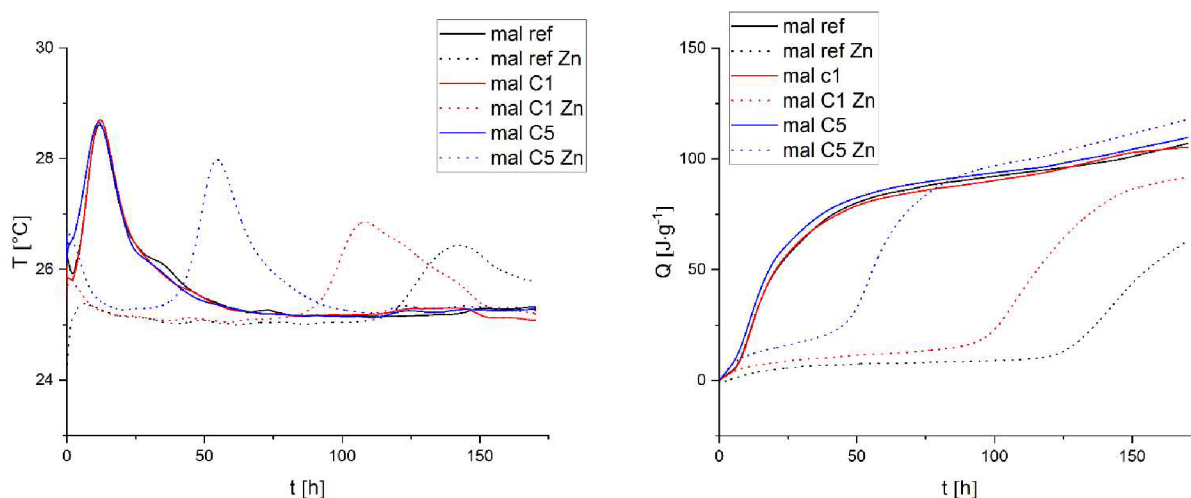 30
28
26
24
T [°C]
0
50
100
150
t [h]
mal ref
mal ref Zn
mal C1
mal C1 Zn
mal C5
mal C5 Zn
150
100
50
0
Q [J·g⁻¹]
0
50
100
150
t [h]
mal ref
mal ref Zn
mal c1
mal C1 Zn
mal C5
mal C5 Zn